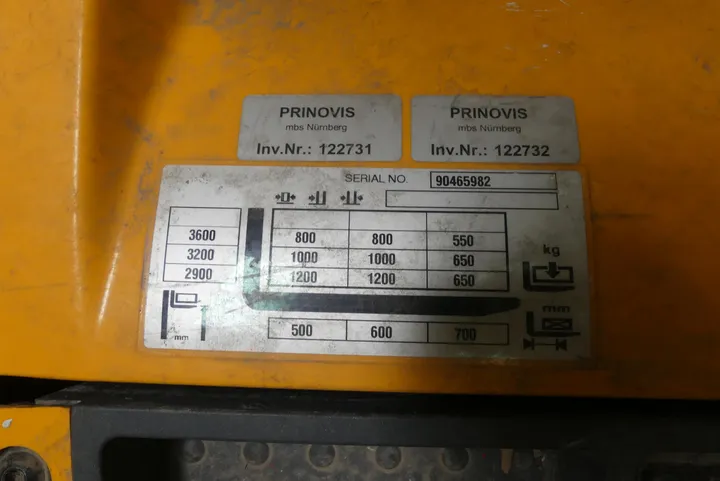 PRINOVIS
mbs Nürnberg
Inv.Nr.: 122731
PRINOVIS
mbs Nürnberg
Inv.Nr.: 122732
SERIAL NO. 90465982
3600 800 800 550
3200 1000 1000 650
2900 1200 1200 650
kg
mm
mm
500 600 700